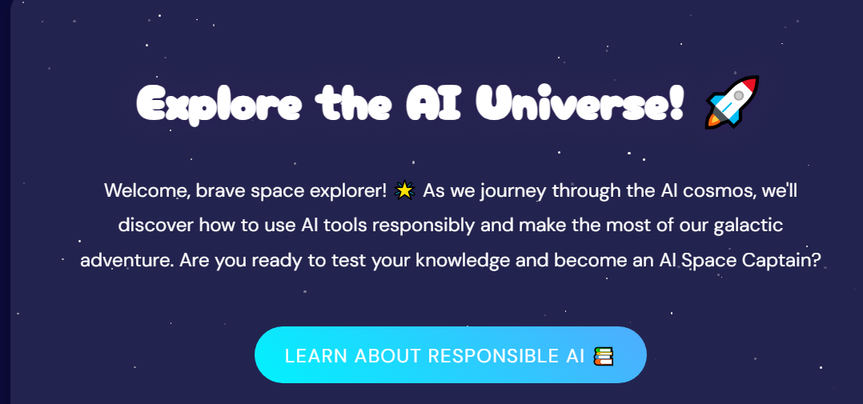 Explore the AI Universe! 🚀
Welcome, brave space explorer! 🌟 As we journey through the AI cosmos, we'll
discover how to use AI tools responsibly and make the most of our galactic
adventure. Are you ready to test your knowledge and become an AI Space Captain?
LEARN ABOUT RESPONSIBLE AI 📚